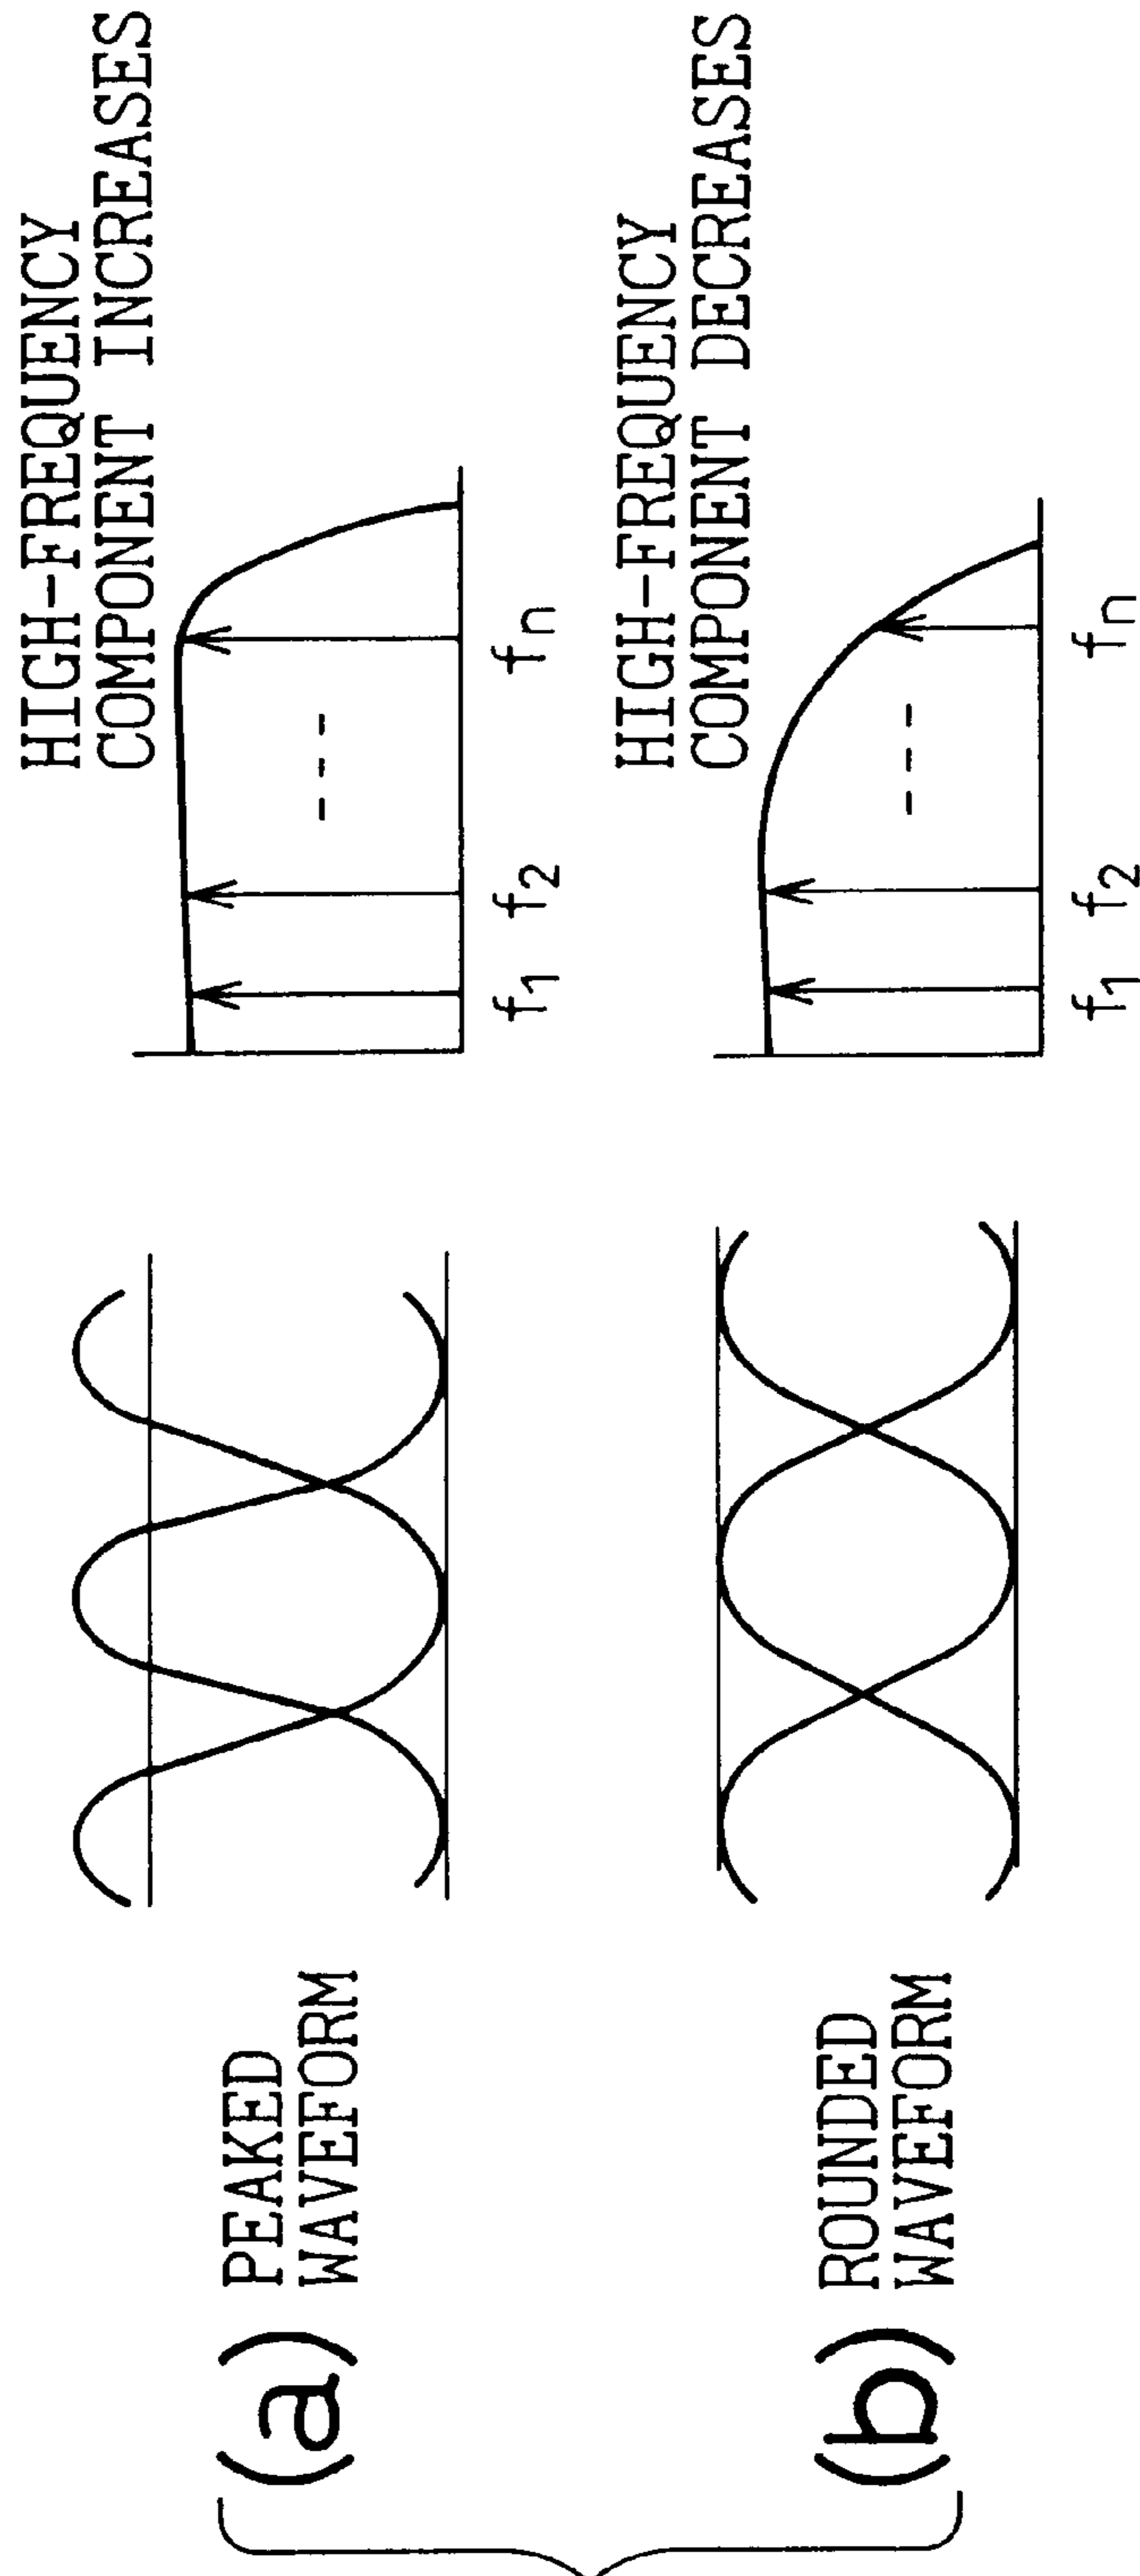 (a) PEAKED
WAVEFORM
HIGH-FREQUENCY
COMPONENT INCREASES
f1 f2 --- fn
(b) ROUNDED
WAVEFORM
HIGH-FREQUENCY
COMPONENT DECREASES
f1 f2 --- fn